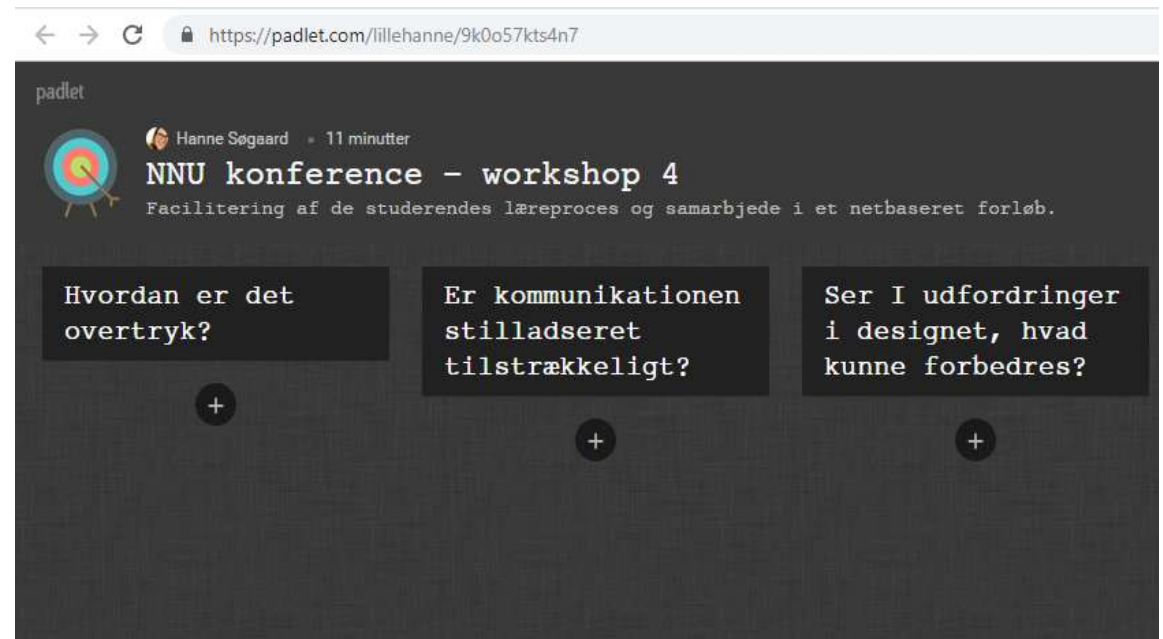 https://padlet.com/lillehanne/9k0o57kts4n7
padlet
Hanne Søgaard • 11 minutter
NNU konference – workshop 4
Facilitering af de studerendes læreproces og samarbjede i et netbaseret forløb.
Hvordan er det
overtryk?
Er kommunikationen
stilladseret
tilstrækkeligt?
Ser I udfordringer
i designet, hvad
kunne forbedres?